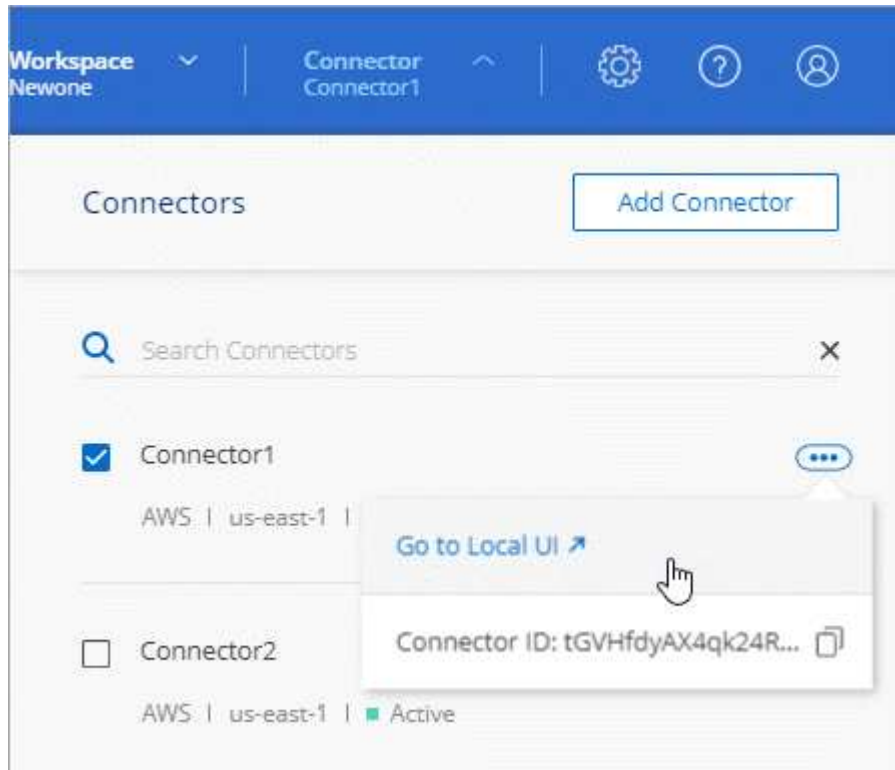 Workspace
Newone
Connector
Connector1
Connectors
Add Connector
Search Connectors
Connector1
AWS | us-east-1 |
Go to Local UI
Connector ID: tGVHfdyAX4qk24R...
Connector2
AWS | us-east-1 | Active